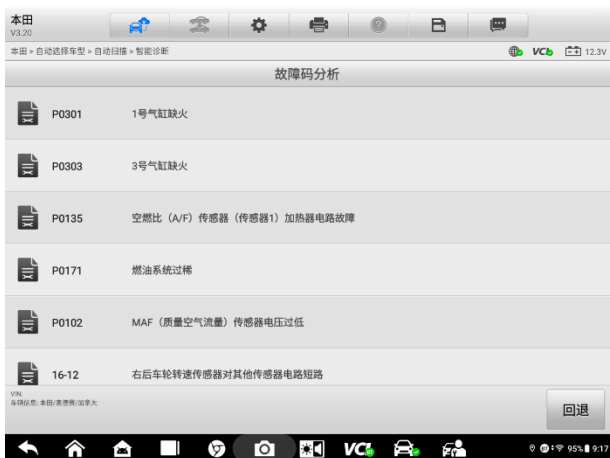 本田
V3.20
本田 > 自动选择车型 > 自动扫描 > 智能诊断
VCI 12.3V
故障码分析
P0301 1号气缸缺火
P0303 3号气缸缺火
P0135 空燃比（A/F）传感器（传感器1）加热器电路故障
P0171 燃油系统过稀
P0102 MAF（质量空气流量）传感器电压过低
16-12 右后车轮转速传感器对其他传感器电路短路
VIN:
车辆信息: 本田/奥德赛/加拿大
回退
VCI 95% 9:17